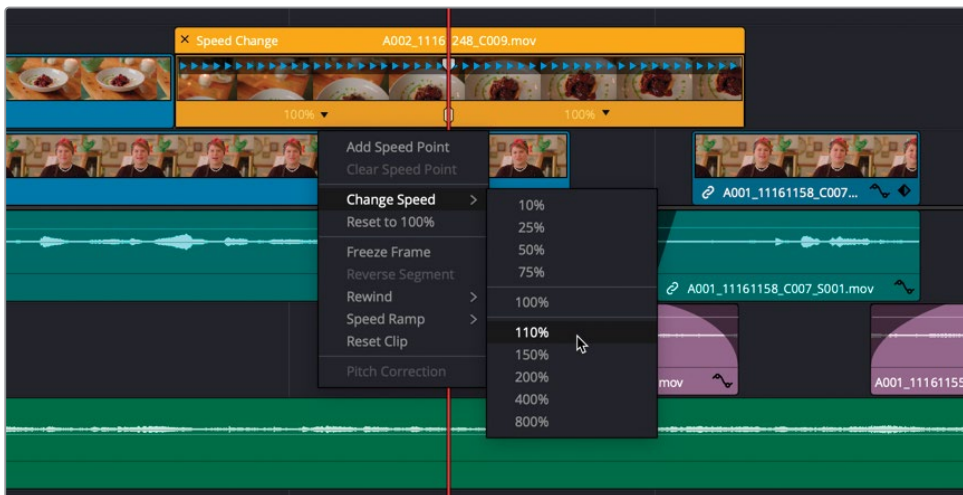 × Speed Change A002_1116 248_C009.mov
100% ▼ 100% ▼
Add Speed Point
Clear Speed Point
Change Speed >
Reset to 100%
Freeze Frame
Reverse Segment
Rewind >
Speed Ramp >
Reset Clip
Pitch Correction
10%
25%
50%
75%
100%
110%
150%
200%
400%
800%
A001_11161158_C007...
A001_11161158_C007_S001.mov
mov
A001_1116115